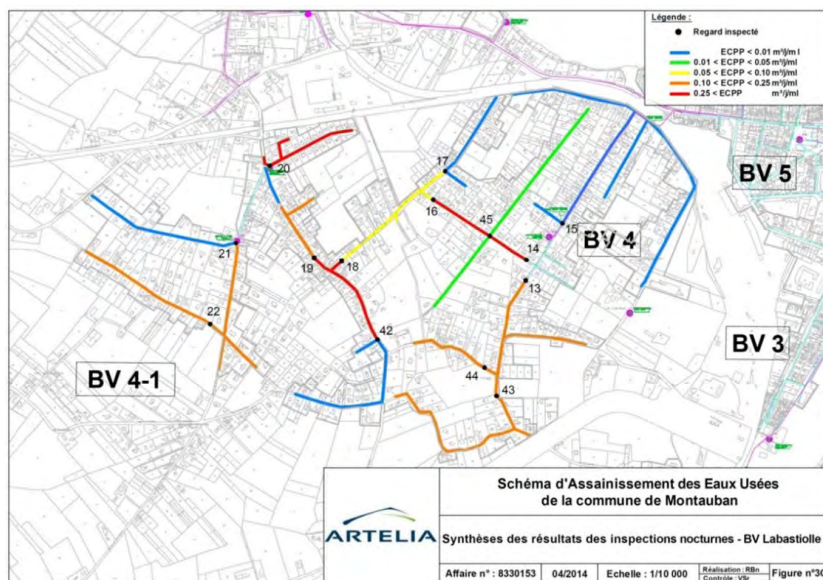 Légende :
Regard inspecté
ECPP < 0.01 m³/j/ml
0.01 < ECPP < 0.05 m³/j/ml
0.05 < ECPP < 0.10 m³/j/ml
0.10 < ECPP < 0.25 m³/j/ml
0.25 < ECPP m³/j/ml
20
17
BV 5
16
45
15
BV 4
21
14
19
18
13
22
42
BV 3
BV 4-1
44
43
ARTELIA
Schéma d'Assainissement des Eaux Usées
de la commune de Montauban
Synthèses des résultats des inspections nocturnes - BV Labastiolle
Affaire n° : 8330153
04/2014
Echelle : 1/10 000
Réalisation : RBn
Contrôle : VSr
Figure n°30